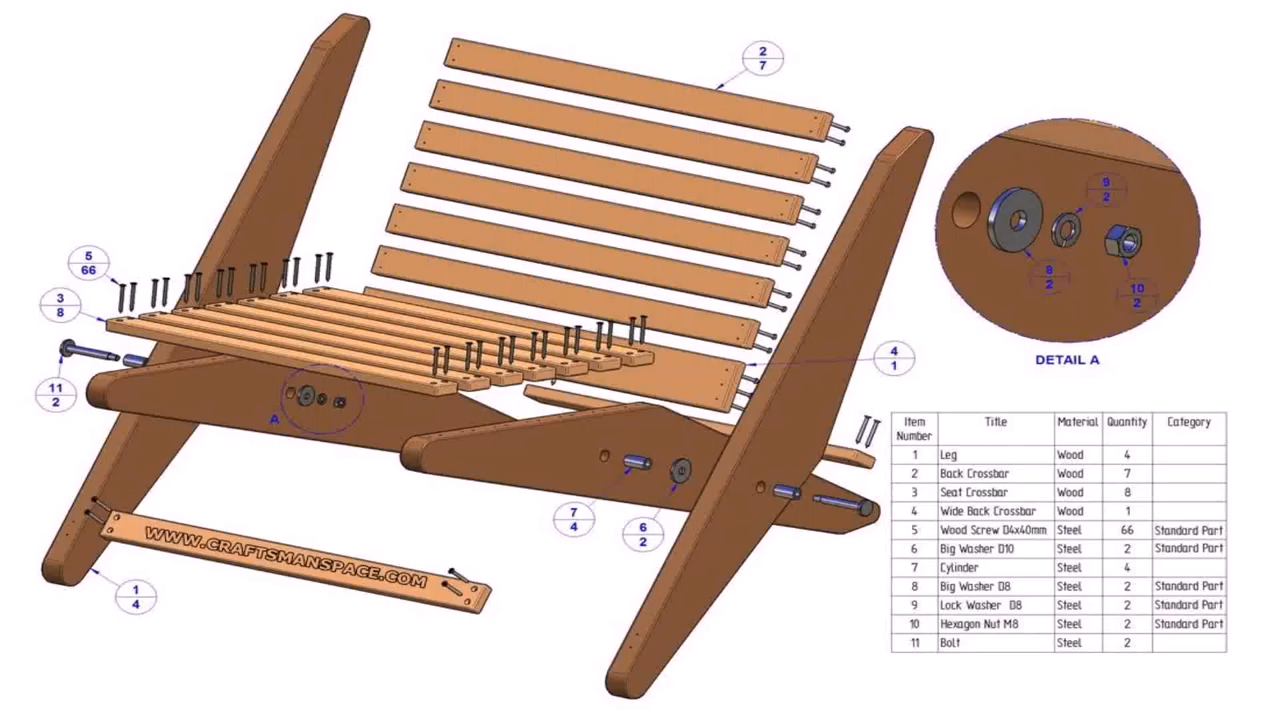 2
7
9
2
8
2
10
2
DETAIL A
5
66
3
8
11
2
A
4
1
7
4
6
2
1
4
WWW.CRAFTSMANSPACE.COM
Item Number Title Material Quantity Category
1 Leg Wood 4
2 Back Crossbar Wood 7
3 Seat Crossbar Wood 8
4 Wide Back Crossbar Wood 1
5 Wood Screw D4x40mm Steel 66 Standard Part
6 Big Washer D10 Steel 2 Standard Part
7 Cylinder Steel 4
8 Big Washer D8 Steel 2 Standard Part
9 Lock Washer D8 Steel 2 Standard Part
10 Hexagon Nut M8 Steel 2 Standard Part
11 Bolt Steel 2